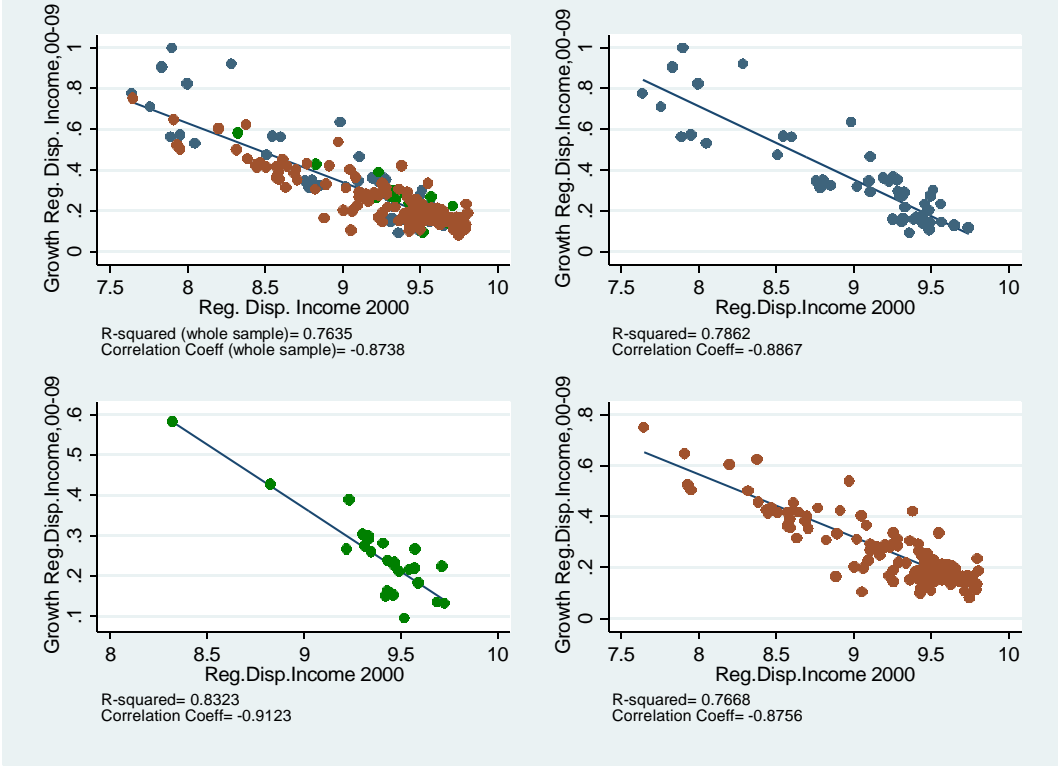 Growth Reg. Disp. Income,00-09
1
.8
.6
.4
.2
0
7.5 8 8.5 9 9.5 10
Reg. Disp. Income 2000
R-squared (whole sample)= 0.7635
Correlation Coeff (whole sample)= -0.8738
Growth Reg.Disp.Income,00-09
1
.8
.6
.4
.2
0
7.5 8 8.5 9 9.5 10
Reg.Disp.Income 2000
R-squared= 0.7862
Correlation Coeff= -0.8867
Growth Reg.Disp.Income,00-09
.6
.5
.4
.3
.2
.1
8 8.5 9 9.5 10
Reg.Disp.Income 2000
R-squared= 0.8323
Correlation Coeff= -0.9123
Growth Reg.Disp.Income,00-09
.8
.6
.4
.2
0
7.5 8 8.5 9 9.5 10
Reg.Disp.Income 2000
R-squared= 0.7668
Correlation Coeff= -0.8756